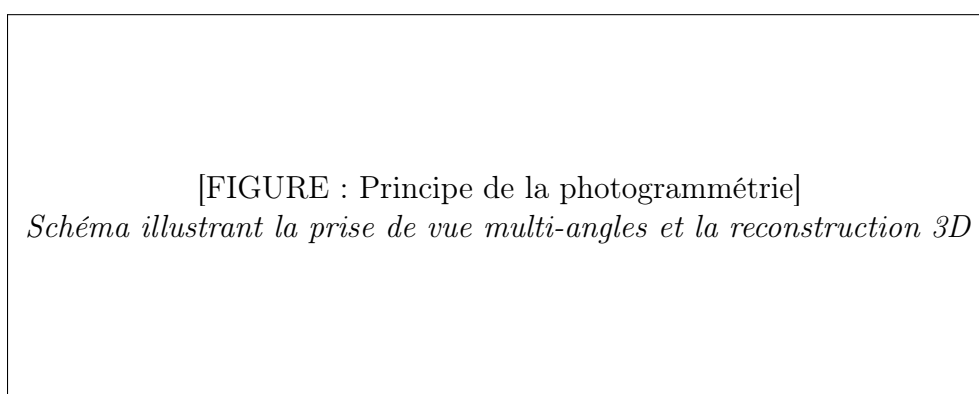 [FIGURE : Principe de la photogrammétrie]
Schéma illustrant la prise de vue multi-angles et la reconstruction 3D